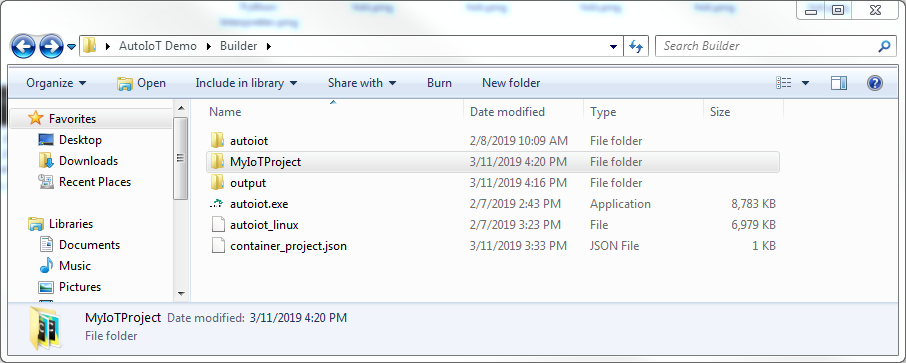 AutoIoT Demo Builder Search Builder
Organize Open Include in library Share with Burn New folder
Favorites
Desktop
Downloads
Recent Places
Libraries
Documents
Music
Pictures
Name Date modified Type Size
autoiot 2/8/2019 10:09 AM File folder
MyIoTProject 3/11/2019 4:20 PM File folder
output 3/11/2019 4:16 PM File folder
autoiot.exe 2/7/2019 2:43 PM Application 8,783 KB
autoiot_linux 2/7/2019 3:23 PM File 6,979 KB
container_project.json 3/11/2019 3:33 PM JSON File 1 KB
MyIoTProject Date modified: 3/11/2019 4:20 PM
File folder